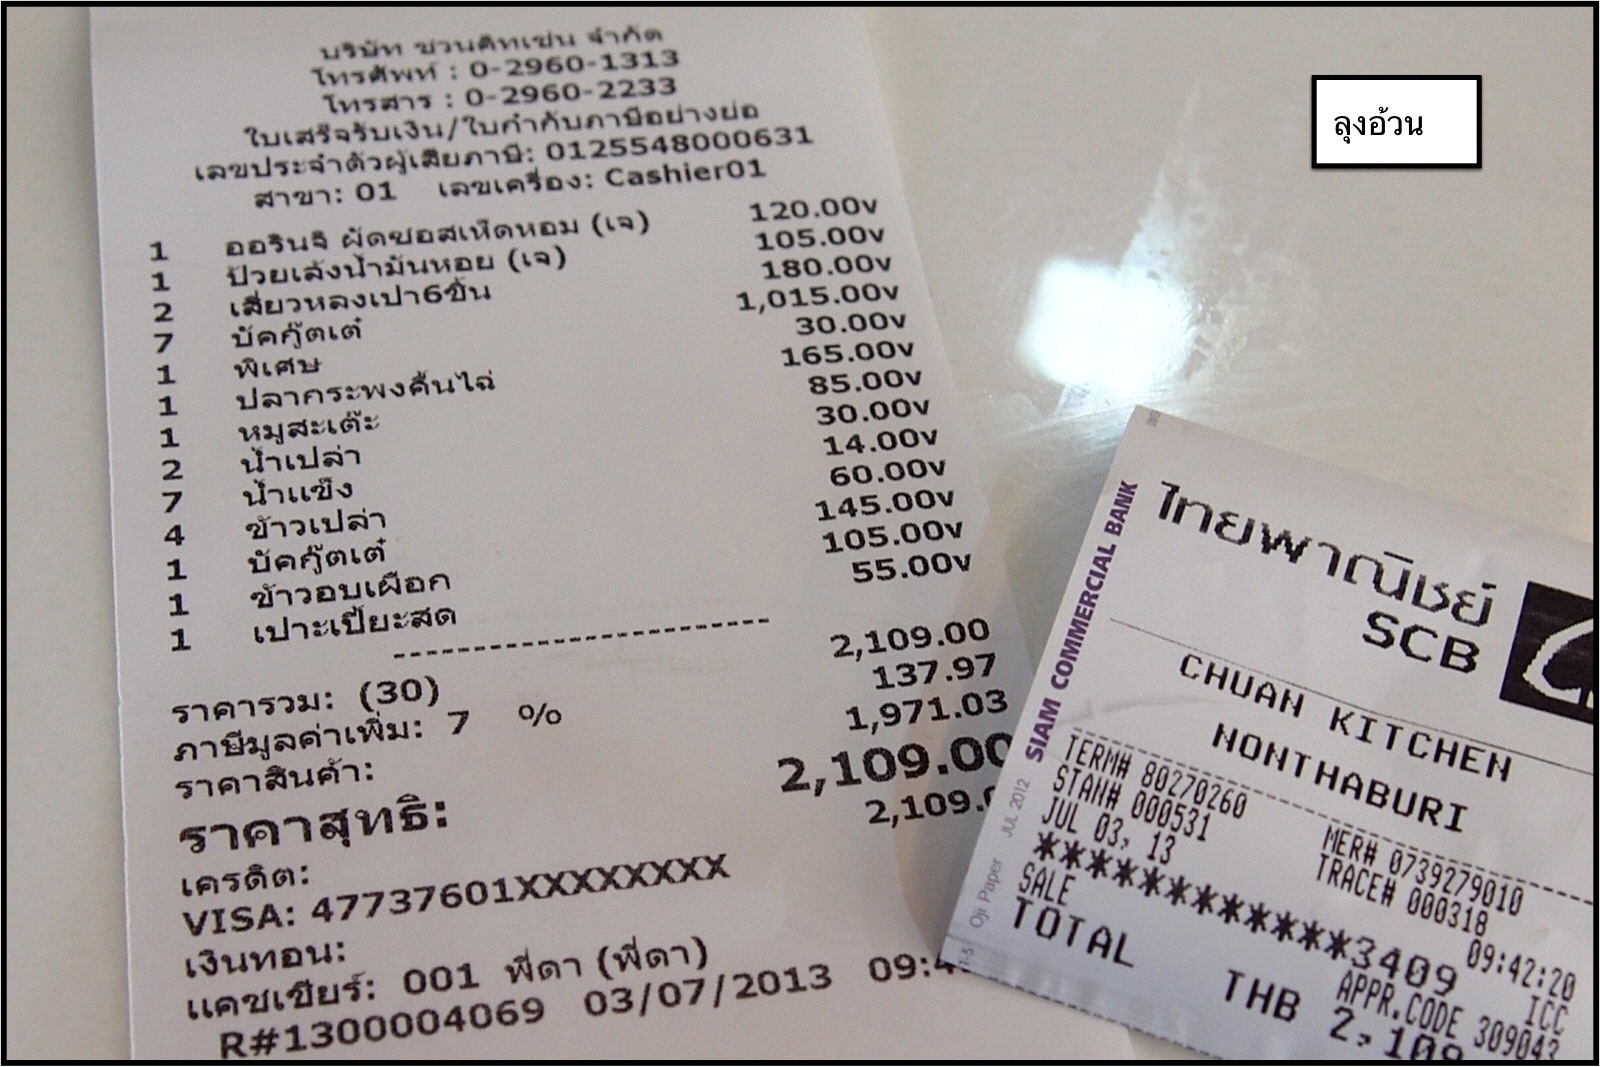 บริษัท ชวนคิทเชน จำกัด
โทรศัพท์ : 0-2960-1313
โทรสาร : 0-2960-2233
ใบเสร็จรับเงิน/ใบกำกับภาษีอย่างย่อ
เลขประจำตัวผู้เสียภาษี: 0125548000631
สาขา: 01 เลขเครื่อง: Cashier01
1 ออรินจิ ผัดซอสเห็ดหอม (เจ) 120.00v
1 ป้วยเล้งน้ำมันหอย (เจ) 105.00v
2 เสี่ยวหลงเปา6ชิ้น 180.00v
7 บัคกุ๊ตเต๋ 1,015.00v
1 พิเศษ 30.00v
1 ปลากระพงคื่นไฉ่ 165.00v
1 หมูสะเต๊ะ 85.00v
2 น้ำเปล่า 30.00v
7 น้ำแข็ง 14.00v
4 ข้าวเปล่า 60.00v
1 บัคกุ๊ตเต๋ 145.00v
1 ข้าวอบเผือก 105.00v
1 เปาะเปี๊ยะสด 55.00v
ราคารวม: (30) 2,109.00
ภาษีมูลค่าเพิ่ม: 7 % 137.97
ราคาสินค้า: 1,971.03
ราคาสุทธิ: 2,109.00
เครดิต: 2,109.0
VISA: 47737601XXXXXXXX
เงินทอน:
แคชเชียร์: 001 พี่ดา (พี่ดา)
R#1300004069 03/07/2013 09:4
ลุงอ้วน
SIAM COMMERCIAL BANK
Oji Paper JUL 2012
ไทยพาณิชย์
SCB
CHUAN KITCHEN
NONTHABURI
TERM# 80270260 MER# 0739279010
STAN# 000531 TRACE# 000318
JUL 03, 13 09:42:20
************3409 ICC
SALE APPR.CODE 309043
TOTAL THB 2,109